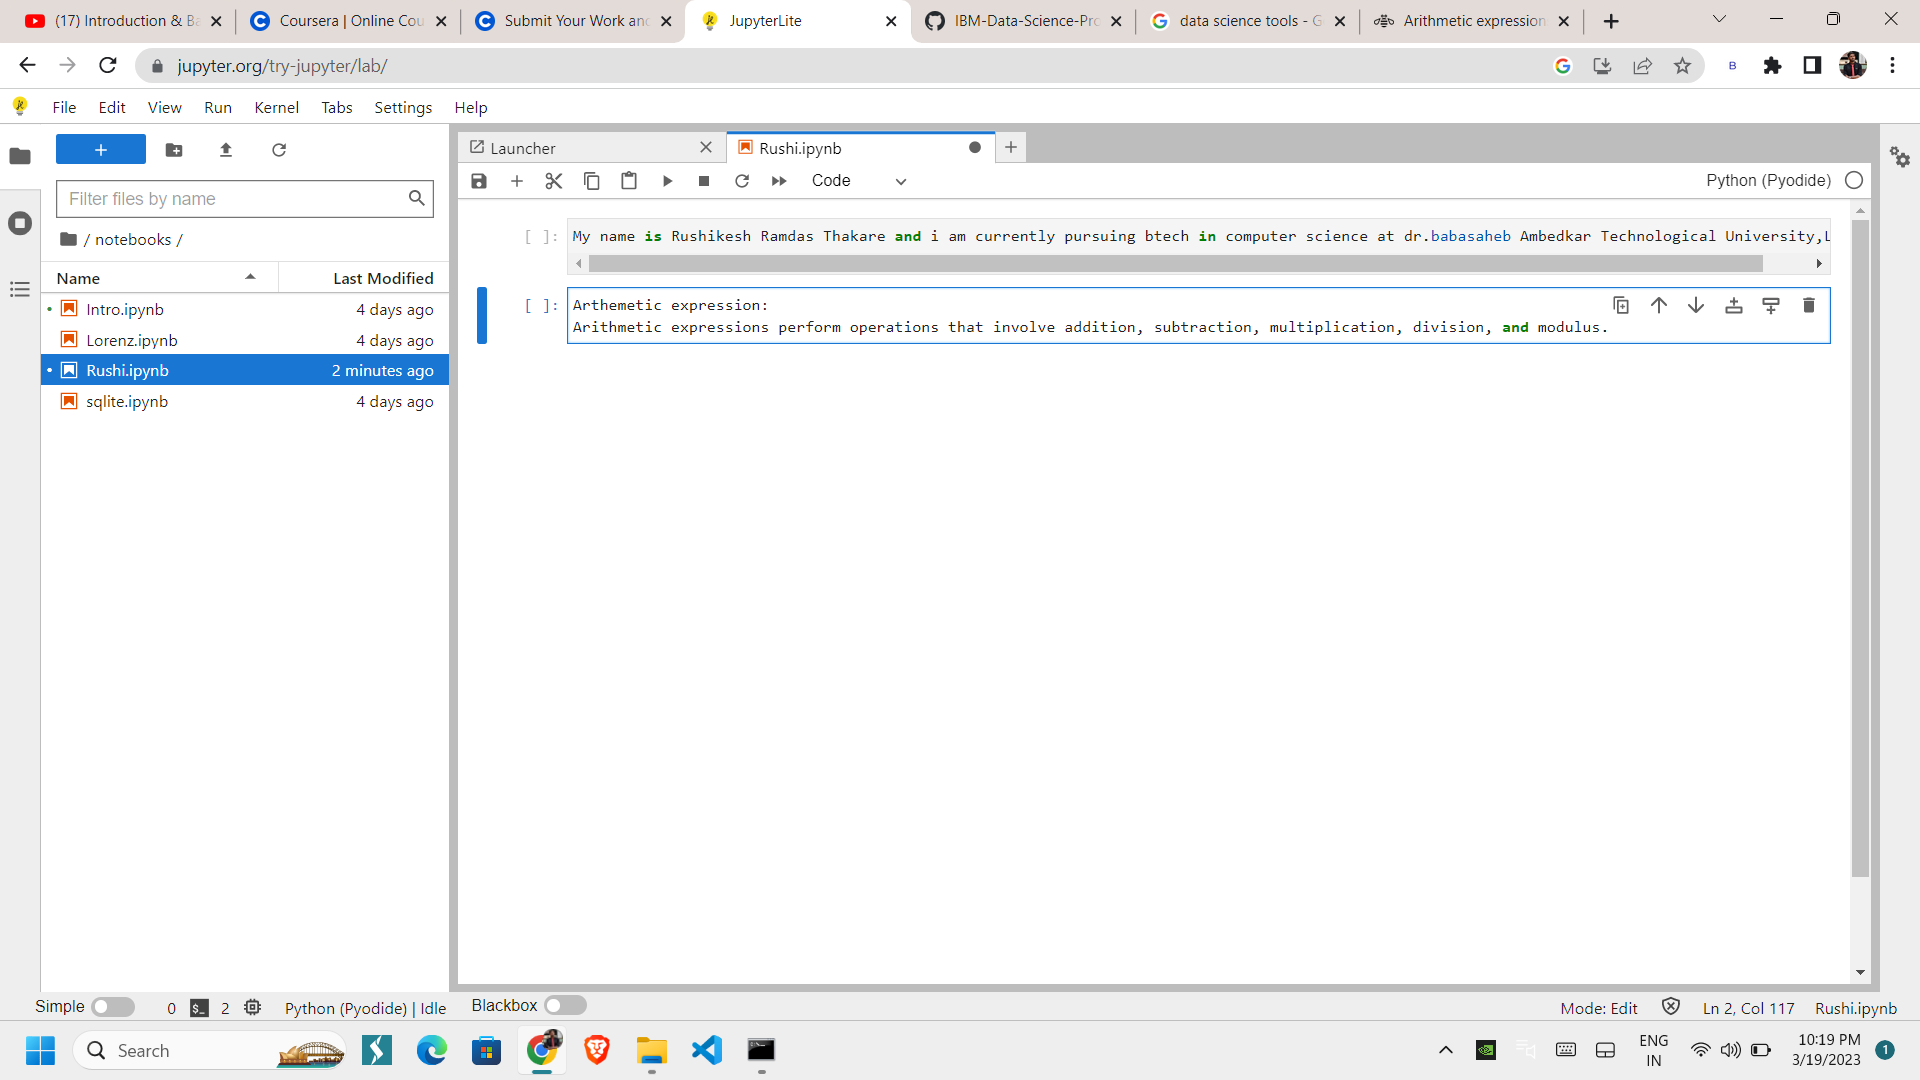 (17) Introduction & Ba
Coursera | Online Cou
Submit Your Work and
JupyterLite
IBM-Data-Science-Pro
data science tools - G
Arithmetic expression
jupyter.org/try-jupyter/lab/
B
File Edit View Run Kernel Tabs Settings Help
Launcher
Rushi.ipynb
Code
Python (Pyodide)
Filter files by name
/ notebooks /
Name Last Modified
Intro.ipynb 4 days ago
Lorenz.ipynb 4 days ago
Rushi.ipynb 2 minutes ago
sqlite.ipynb 4 days ago
[ ]: My name is Rushikesh Ramdas Thakare and i am currently pursuing btech in computer science at dr.babasaheb Ambedkar Technological University,L
[ ]: Arthemetic expression:
Arithmetic expressions perform operations that involve addition, subtraction, multiplication, division, and modulus.
Simple 0 $_ 2 Python (Pyodide) | Idle Blackbox Mode: Edit Ln 2, Col 117 Rushi.ipynb
Search
ENG
IN
10:19 PM
3/19/2023
1